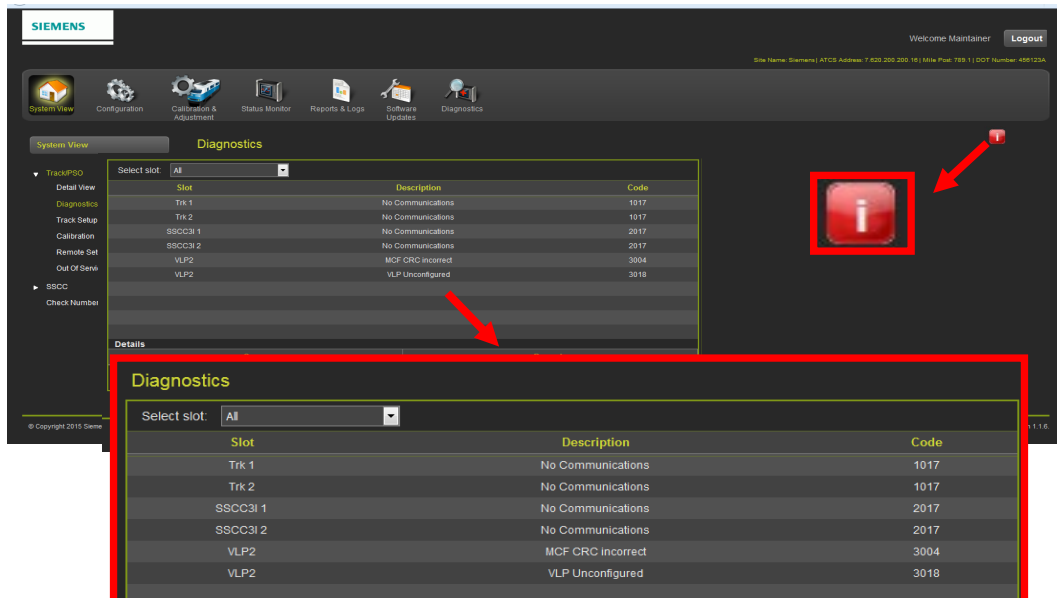 SIEMENS
Welcome Maintainer Logout
Site Name: Siemens| ATCS Address: 7.620.200.200.16 | Mile Post: 789.1 | DOT Number: 456123A
System View Configuration Calibration & Adjustment Status Monitor Reports & Logs Software Updates Diagnostics
System View
Diagnostics
Track/PSO
Detail View
Diagnostics
Track Setup
Calibration
Remote Set
Out Of Servi
SSCC
Check Number
Select slot: All
Slot Description Code
Trk 1 No Communications 1017
Trk 2 No Communications 1017
SSCC3I 1 No Communications 2017
SSCC3I 2 No Communications 2017
VLP2 MCF CRC incorrect 3004
VLP2 VLP Unconfigured 3018
Details
i
i
© Copyright 2015 Sieme
n 1.1.6.
Diagnostics
Select slot: All
Slot Description Code
Trk 1 No Communications 1017
Trk 2 No Communications 1017
SSCC3I 1 No Communications 2017
SSCC3I 2 No Communications 2017
VLP2 MCF CRC incorrect 3004
VLP2 VLP Unconfigured 3018